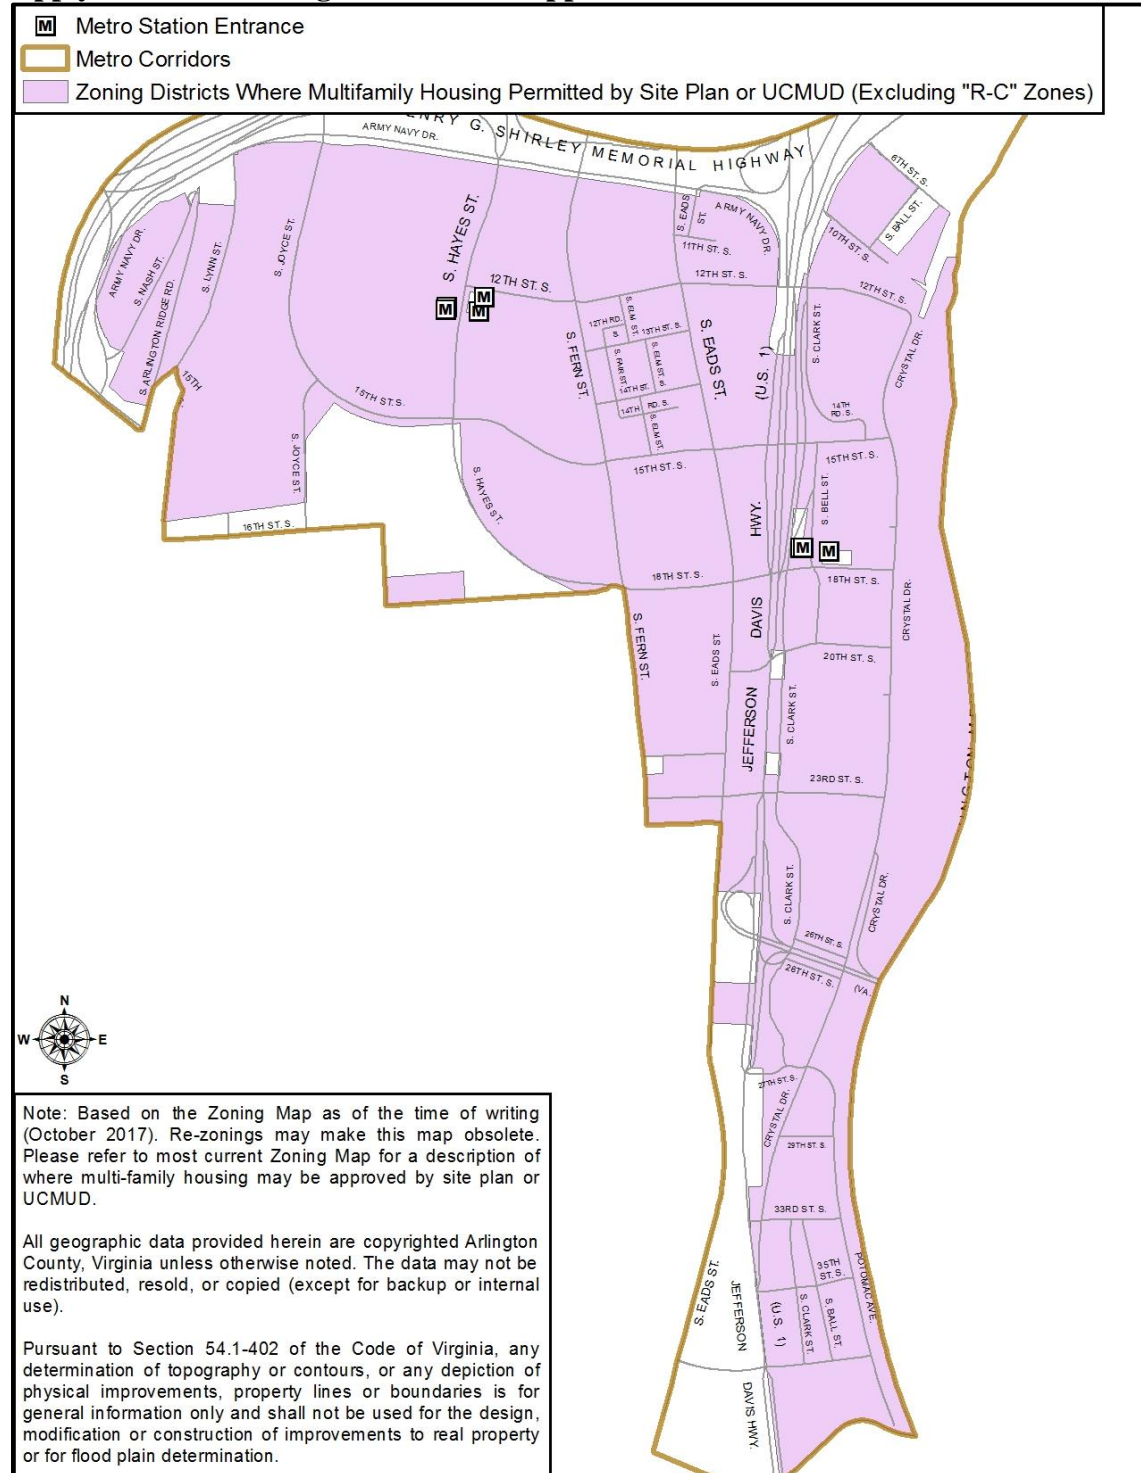 M Metro Station Entrance
Metro Corridors
Zoning Districts Where Multifamily Housing Permitted by Site Plan or UCMUD (Excluding "R-C" Zones)
G. SHIRLEY MEMORIAL HIGHWAY
ARMY NAVY DR.
6TH ST. S.
S. BALL ST.
S. EADS
ST.
ARMY NAVY
DR.
10TH ST. S.
11TH ST. S.
12TH ST. S.
12TH ST. S.
ARMY NAVY DR.
S. NASH ST.
S. ARLINGTON RIDGE RD.
S. LYNN ST.
S. JOYCE ST.
S. HAYES ST.
12TH ST. S.
M
M
M
12TH RD.
S.
S. ELM
ST.
13TH ST. S.
S. FERN ST.
S. FAIR ST.
S. ELM ST. S.
14TH ST.
14TH RD. S.
S. ELM ST.
S. EADS ST.
(U.S. 1)
S. CLARK ST.
CRYSTAL DR.
14TH
RD. S.
15TH
15TH ST. S.
S. JOYCE ST.
S. HAYES ST.
15TH ST. S.
15TH ST. S.
S. BELL ST.
HWY.
M
M
16TH ST. S.
18TH ST. S.
18TH ST. S.
S. FERN ST.
S. EADS ST.
DAVIS
CRYSTAL DR.
20TH ST. S.
JEFFERSON
S. CLARK ST.
23RD ST. S.
S. CLARK ST.
CRYSTAL DR.
26TH ST. S.
26TH ST. S.
(VA.
N
W E
S
27TH ST. S.
CRYSTAL DR.
29TH ST. S.
33RD ST. S.
35TH
ST. S.
POTOMAC AVE.
S. EADS ST.
JEFFERSON
(U.S. 1)
S. CLARK ST.
S. BALL ST.
DAVIS HWY.
Note: Based on the Zoning Map as of the time of writing
(October 2017). Re-zonings may make this map obsolete.
Please refer to most current Zoning Map for a description of
where multi-family housing may be approved by site plan or
UCMUD.
All geographic data provided herein are copyrighted Arlington
County, Virginia unless otherwise noted. The data may not be
redistributed, resold, or copied (except for backup or internal
use).
Pursuant to Section 54.1-402 of the Code of Virginia, any
determination of topography or contours, or any depiction of
physical improvements, property lines or boundaries is for
general information only and shall not be used for the design,
modification or construction of improvements to real property
or for flood plain determination.